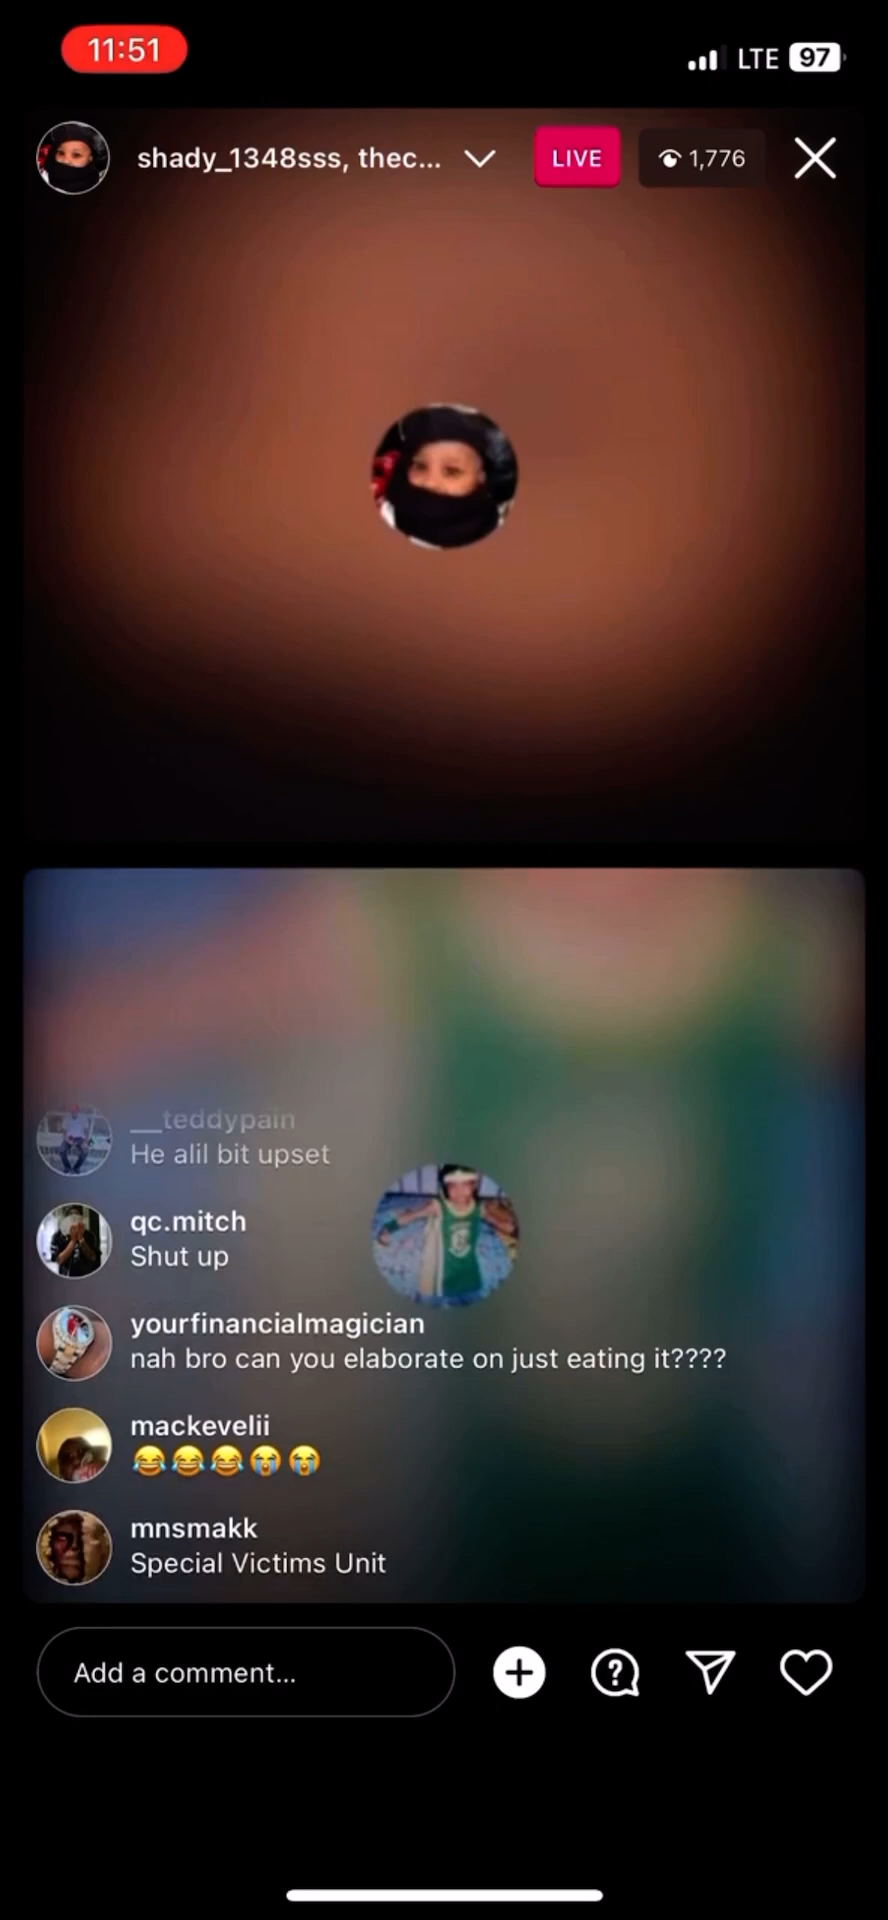 11:51
LTE 97
shady_1348sss, thec...
LIVE
1,776
__teddypain
He alil bit upset
qc.mitch
Shut up
yourfinancialmagician
nah bro can you elaborate on just eating it????
mackevelii
😂😂😂😭😭
mnsmakk
Special Victims Unit
Add a comment...